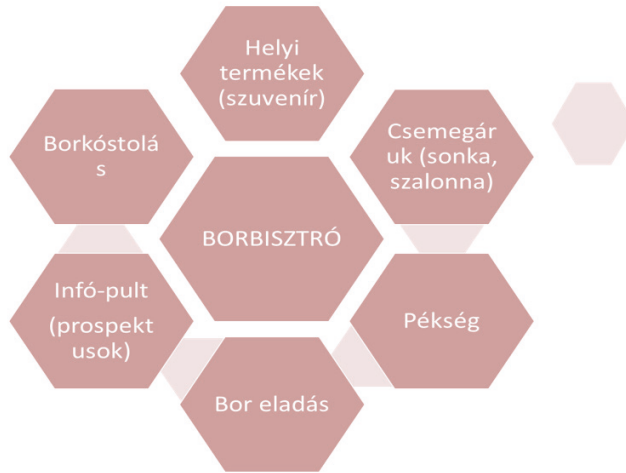 Helyi
termékek
(szuvenír)
Csemegár
uk (sonka,
szalonna)
Borkóstolá
s
BORBISZTRÓ
Infó-pult
(prospekt
usok)
Pékség
Bor eladás